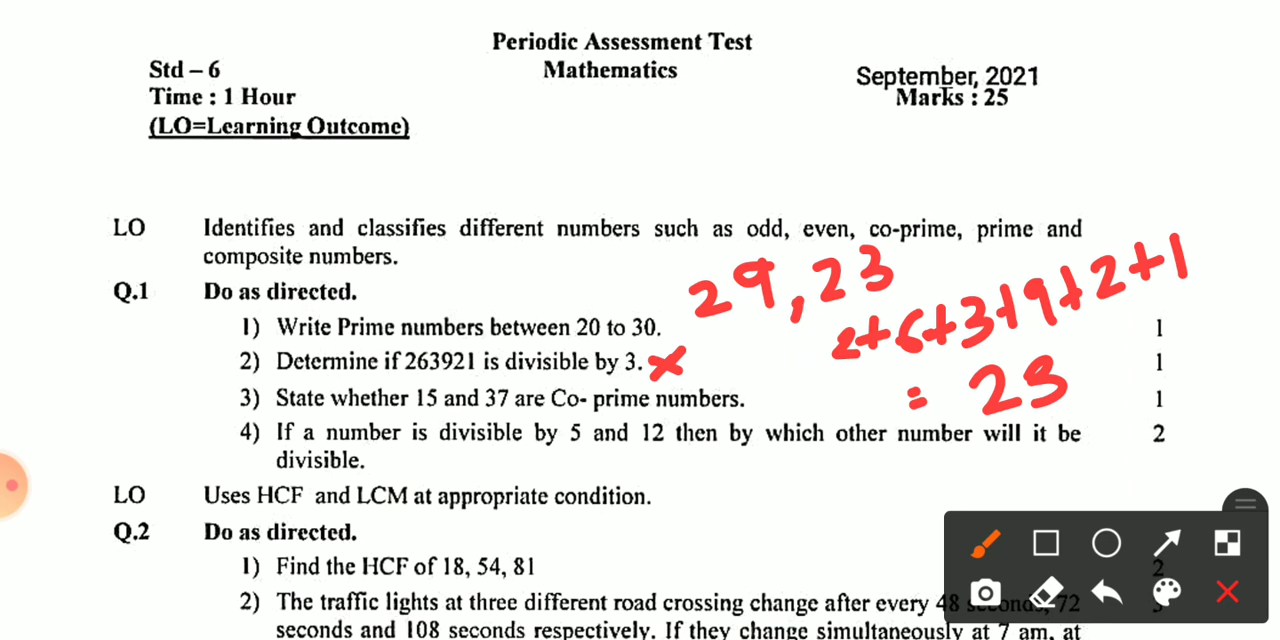 Periodic Assessment Test
Std – 6
Mathematics
September, 2021
Time : 1 Hour
Marks : 25
(LO=Learning Outcome)
LO Identifies and classifies different numbers such as odd, even, co-prime, prime and
composite numbers.
Q.1 Do as directed.
29, 23
1) Write Prime numbers between 20 to 30. 1
2+6+3+9+2+1
2) Determine if 263921 is divisible by 3. × 1
= 23
3) State whether 15 and 37 are Co- prime numbers. 1
4) If a number is divisible by 5 and 12 then by which other number will it be 2
divisible.
LO Uses HCF and LCM at appropriate condition.
Q.2 Do as directed.
1) Find the HCF of 18, 54, 81 2
2) The traffic lights at three different road crossing change after every 48 seconds, 72
seconds and 108 seconds respectively. If they change simultaneously at 7 am, at